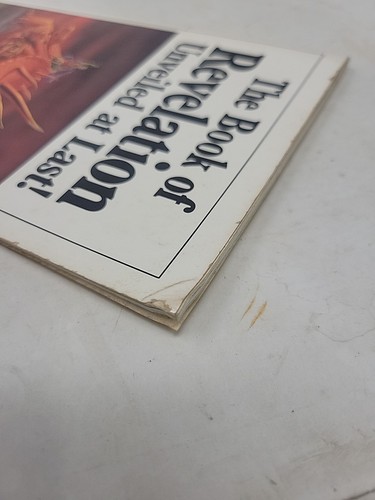 The Book of
Revelation
Unveiled at Last!